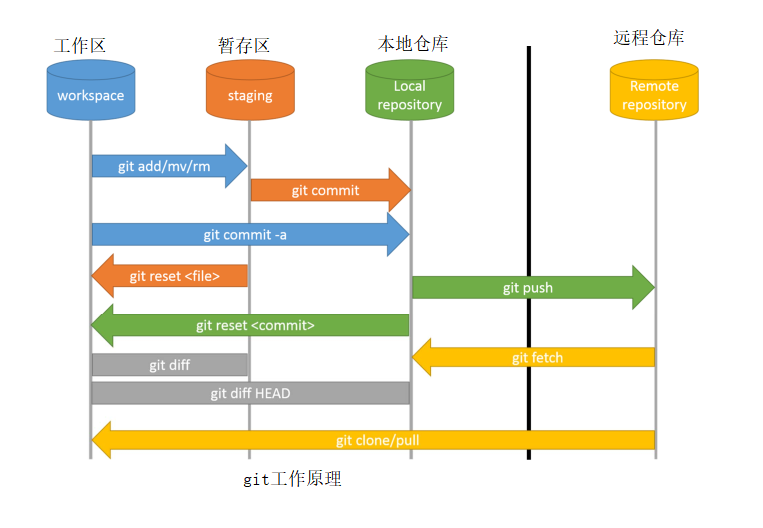 工作区
暂存区
本地仓库
远程仓库
workspace
staging
Local
repository
Remote
repository
git add/mv/rm
git commit
git commit -a
git reset <file>
git push
git reset <commit>
git fetch
git diff
git diff HEAD
git clone/pull
git工作原理